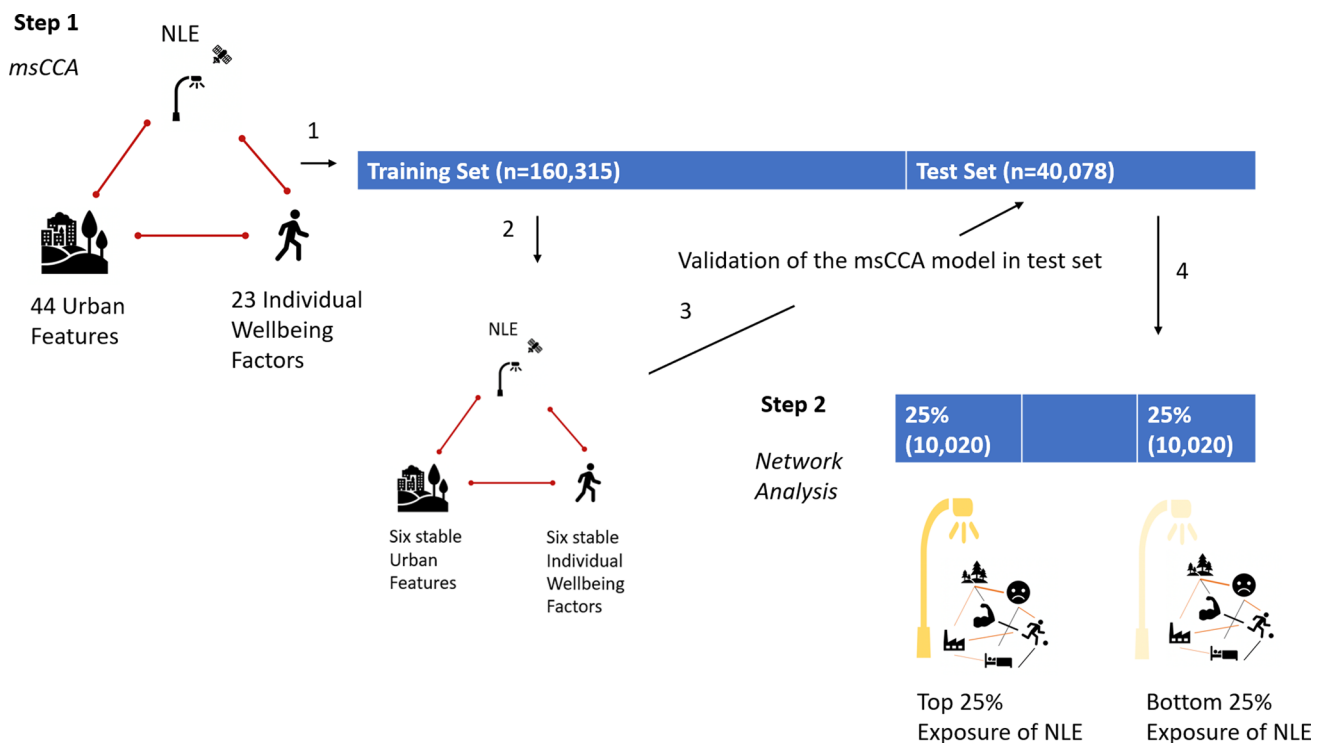 Step 1
msCCA
NLE
44 Urban
Features
23 Individual
Wellbeing
Factors
1
Training Set (n=160,315)
Test Set (n=40,078)
2
Validation of the msCCA model in test set
3
4
NLE
Six stable
Urban
Features
Six stable
Individual
Wellbeing
Factors
Step 2
Network
Analysis
25%
(10,020)
25%
(10,020)
Top 25%
Exposure of NLE
Bottom 25%
Exposure of NLE